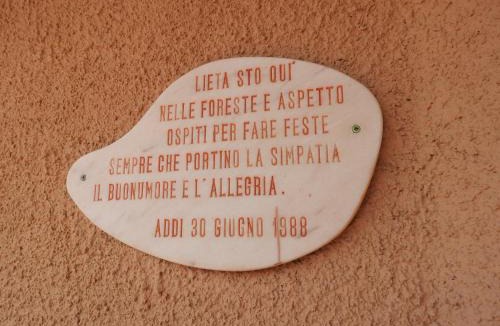 LIETA STO QUI'
NELLE FORESTE E ASPETTO
OSPITI PER FARE FESTE
SEMPRE CHE PORTINO LA SIMPATIA
IL BUONUMORE E L'ALLEGRIA.
ADDI 30 GIUGNO 1988